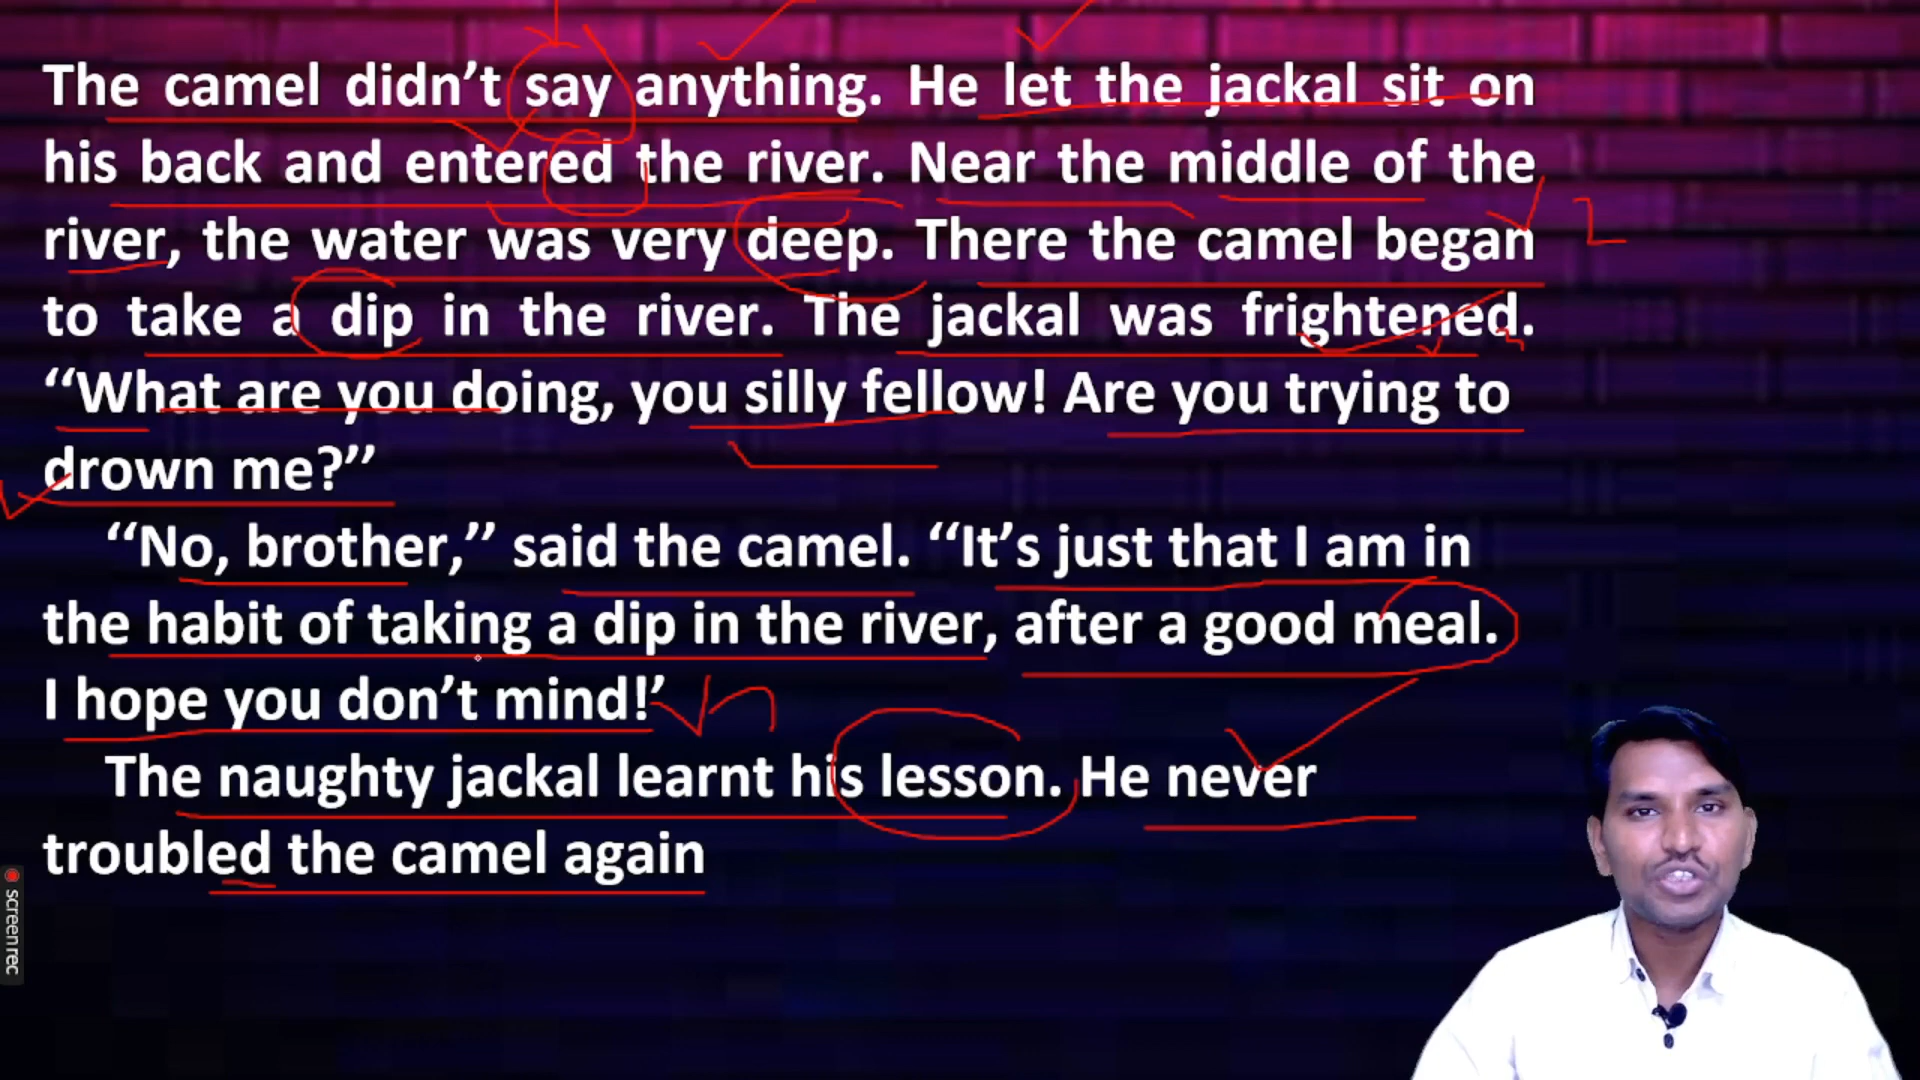 The camel didn’t say anything. He let the jackal sit on
his back and entered the river. Near the middle of the
river, the water was very deep. There the camel began
to take a dip in the river. The jackal was frightened.
“What are you doing, you silly fellow! Are you trying to
drown me?”
“No, brother,” said the camel. “It’s just that I am in
the habit of taking a dip in the river, after a good meal.
I hope you don’t mind!’
The naughty jackal learnt his lesson. He never
troubled the camel again
screenrec